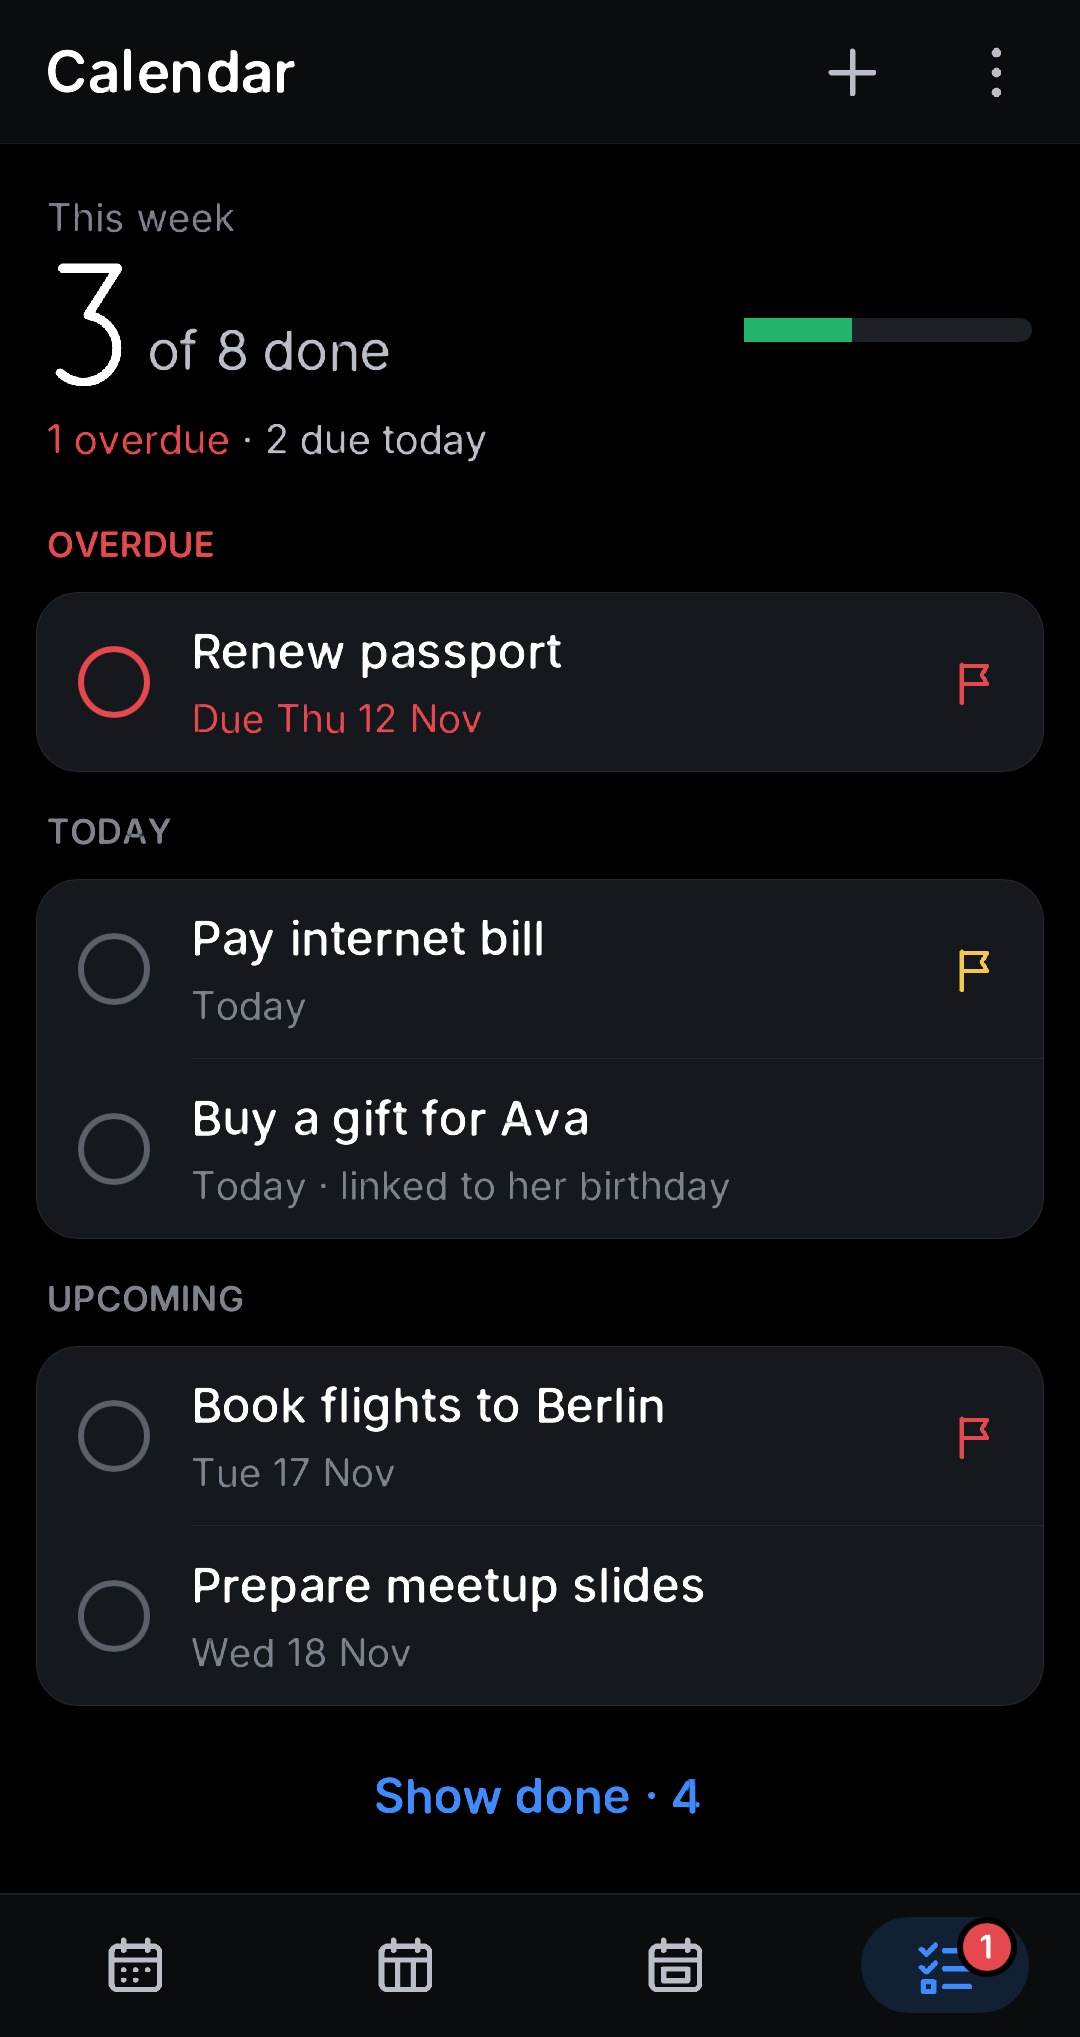 Calendar
This week
3 of 8 done
1 overdue · 2 due today
OVERDUE
Renew passport
Due Thu 12 Nov
TODAY
Pay internet bill
Today
Buy a gift for Ava
Today · linked to her birthday
UPCOMING
Book flights to Berlin
Tue 17 Nov
Prepare meetup slides
Wed 18 Nov
Show done · 4
1